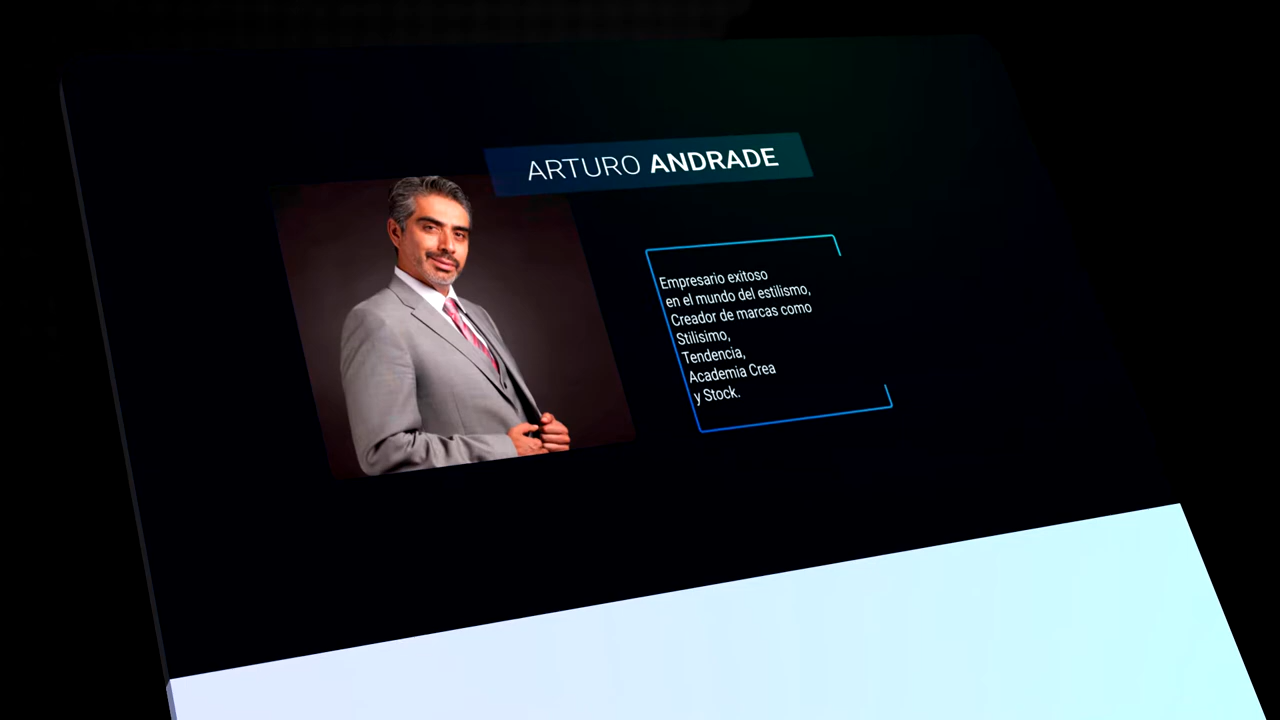 ARTURO ANDRADE
Empresario exitoso
en el mundo del estilismo,
Creador de marcas como
Stilisimo,
Tendencia,
Academia Crea
y Stock.